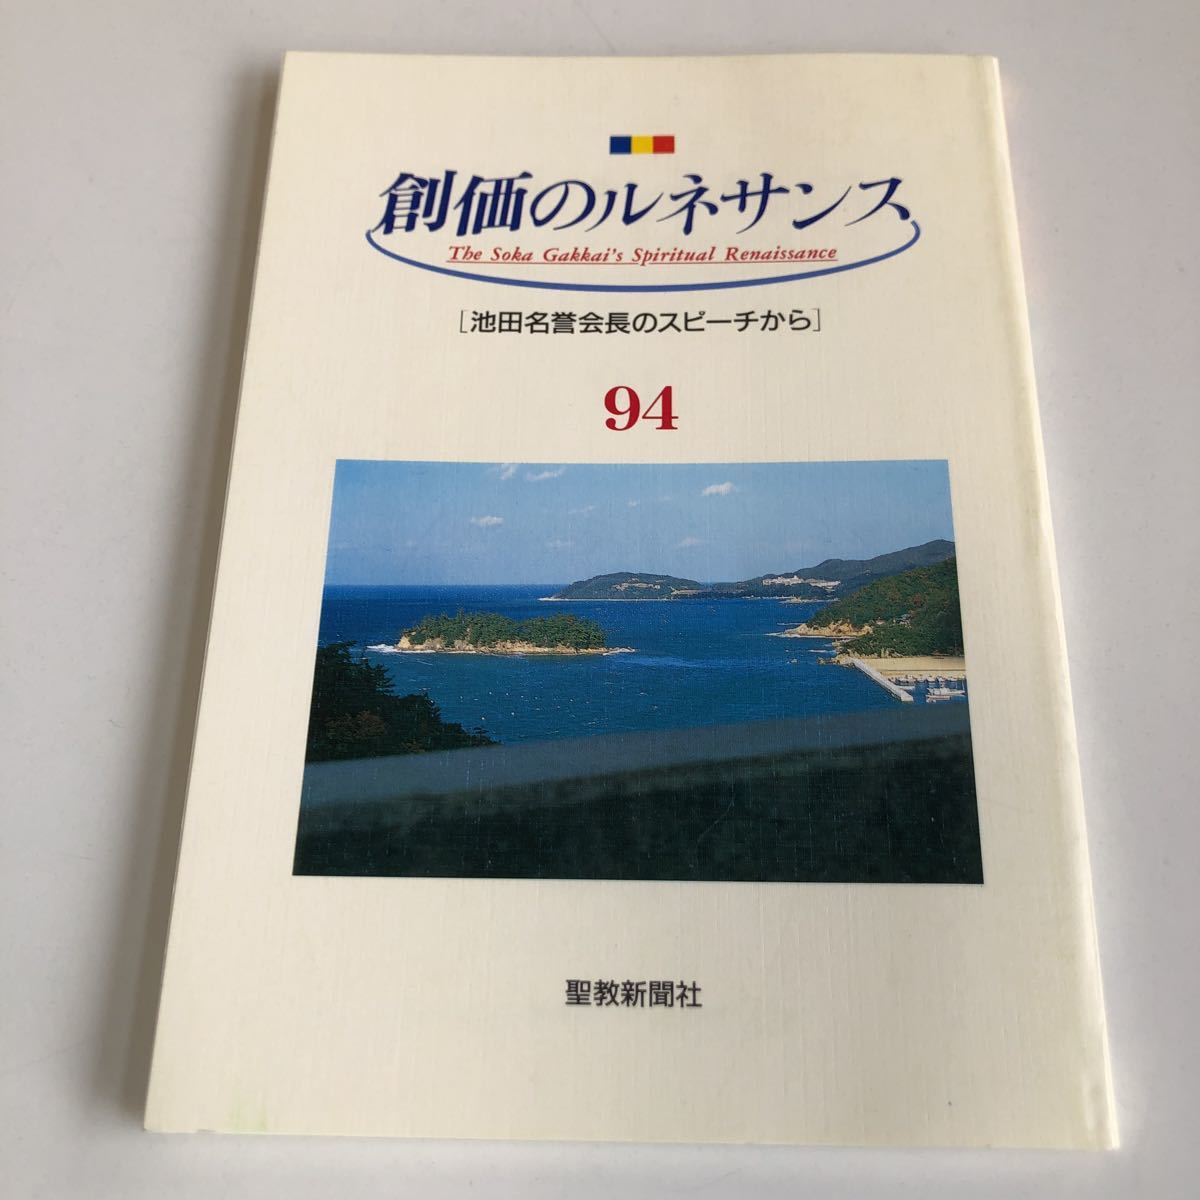 創価のルネサンス
The Soka Gakkai's Spiritual Renaissance
[池田名誉会長のスピーチから]
94
聖教新聞社